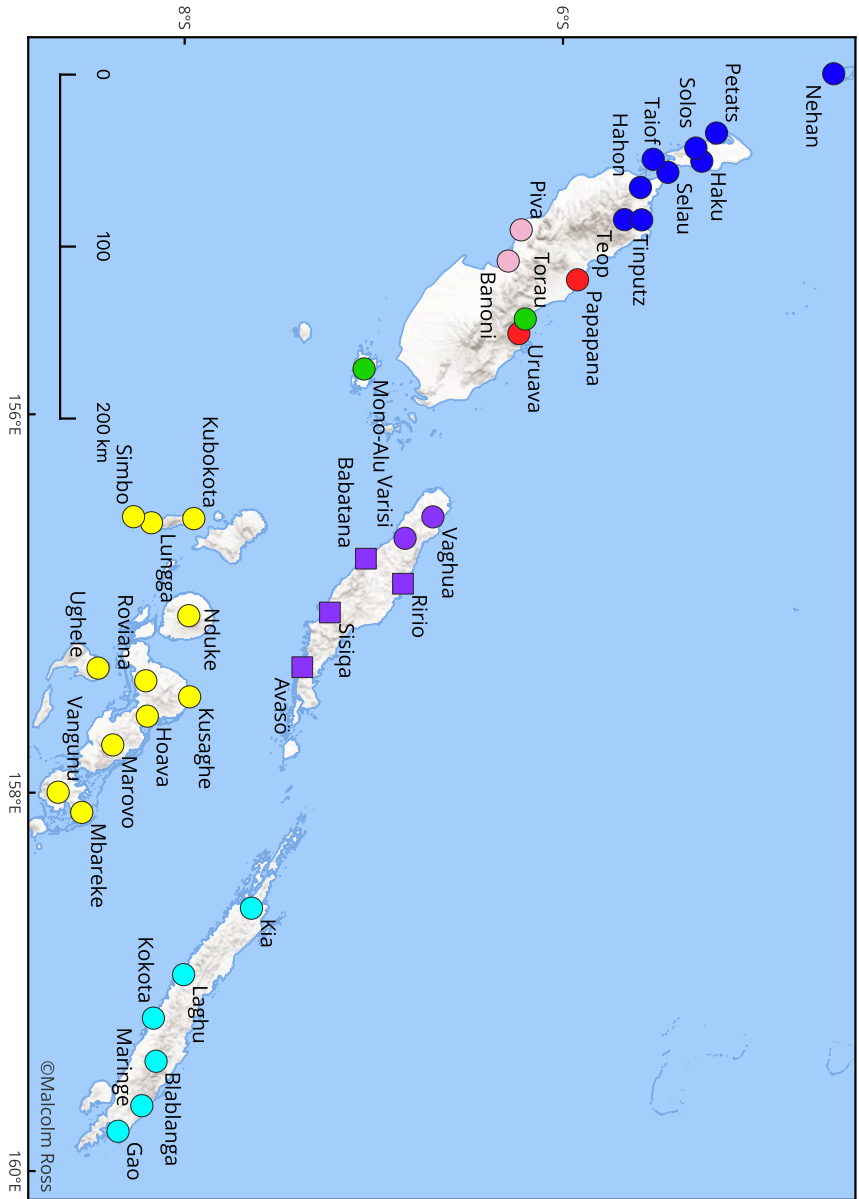 8°S
6°S
0
100
200 km
156°E
158°E
160°E
Nehan
Petats
Solos
Haku
Taiof
Selau
Hahon
Tinputz
Teop
Piva
Banoni
Torau
Papapana
Uruava
Mono-Alu
Varisi
Vaghua
Babatana
Ririo
Sisiqa
Avasö
Kubokota
Simbo
Lungga
Nduke
Ughele
Roviana
Kusaghe
Hoava
Vangunu
Marovo
Mbareke
Kia
Laghu
Kokota
Blablanga
Maringe
Gao
©Malcolm Ross